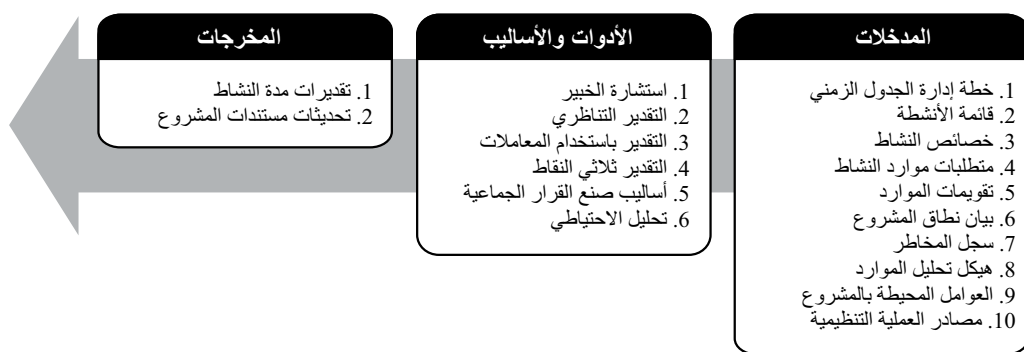 المدخلات
1. خطة إدارة الجدول الزمني
2. قائمة الأنشطة
3. خصائص النشاط
4. متطلبات موارد النشاط
5. تقويمات الموارد
6. بيان نطاق المشروع
7. سجل المخاطر
8. هيكل تحليل الموارد
9. العوامل المحيطة بالمشروع
10. مصادر العملية التنظيمية
الأدوات والأساليب
1. استشارة الخبير
2. التقدير التناظري
3. التقدير باستخدام المعاملات
4. التقدير ثلاثي النقاط
5. أساليب صنع القرار الجماعية
6. تحليل الاحتياطي
المخرجات
1. تقديرات مدة النشاط
2. تحديثات مستندات المشروع